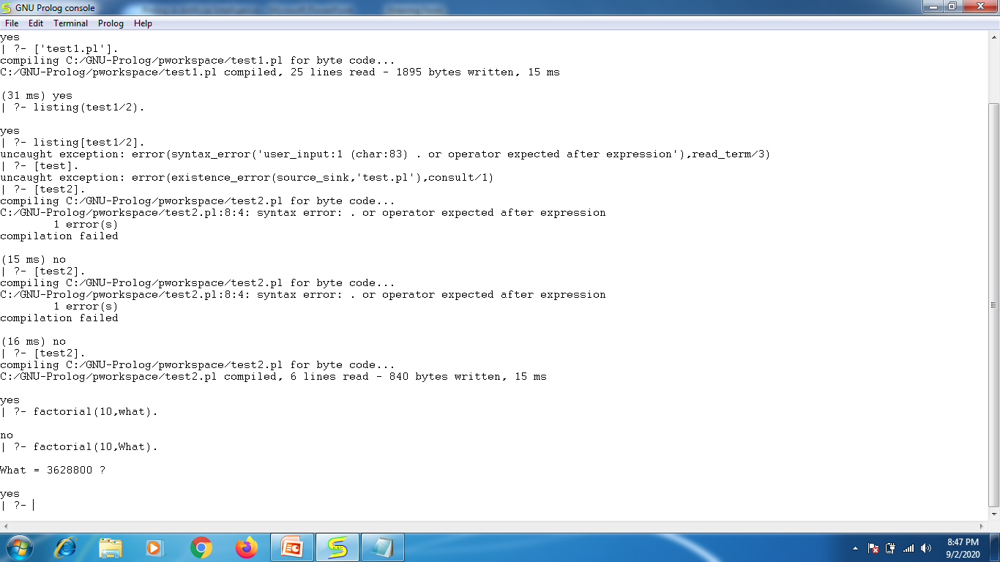 GNU Prolog console
File Edit Terminal Prolog Help
yes
| ?- ['test1.pl'].
compiling C:/GNU-Prolog/pworkspace/test1.pl for byte code...
C:/GNU-Prolog/pworkspace/test1.pl compiled, 25 lines read - 1895 bytes written, 15 ms
(31 ms) yes
| ?- listing(test1/2).
yes
| ?- listing[test1/2].
uncaught exception: error(syntax_error('user_input:1 (char:83) . or operator expected after expression'),read_term/3)
| ?- [test].
uncaught exception: error(existence_error(source_sink,'test.pl'),consult/1)
| ?- [test2].
compiling C:/GNU-Prolog/pworkspace/test2.pl for byte code...
C:/GNU-Prolog/pworkspace/test2.pl:8:4: syntax error: . or operator expected after expression
1 error(s)
compilation failed
(15 ms) no
| ?- [test2].
compiling C:/GNU-Prolog/pworkspace/test2.pl for byte code...
C:/GNU-Prolog/pworkspace/test2.pl:8:4: syntax error: . or operator expected after expression
1 error(s)
compilation failed
(16 ms) no
| ?- [test2].
compiling C:/GNU-Prolog/pworkspace/test2.pl for byte code...
C:/GNU-Prolog/pworkspace/test2.pl compiled, 6 lines read - 840 bytes written, 15 ms
yes
| ?- factorial(10,what).
no
| ?- factorial(10,What).
What = 3628800 ?
yes
| ?-
8:47 PM
9/2/2020